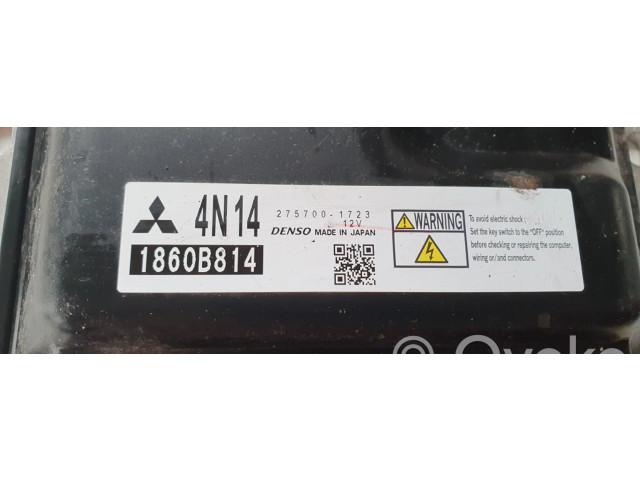 4N14
1860B814
275700-1723
12V
DENSO MADE IN JAPAN
WARNING
To avoid electric shock:
Set the key switch to the "OFF" position
before checking or repairing the computer,
wiring or/and connectors.